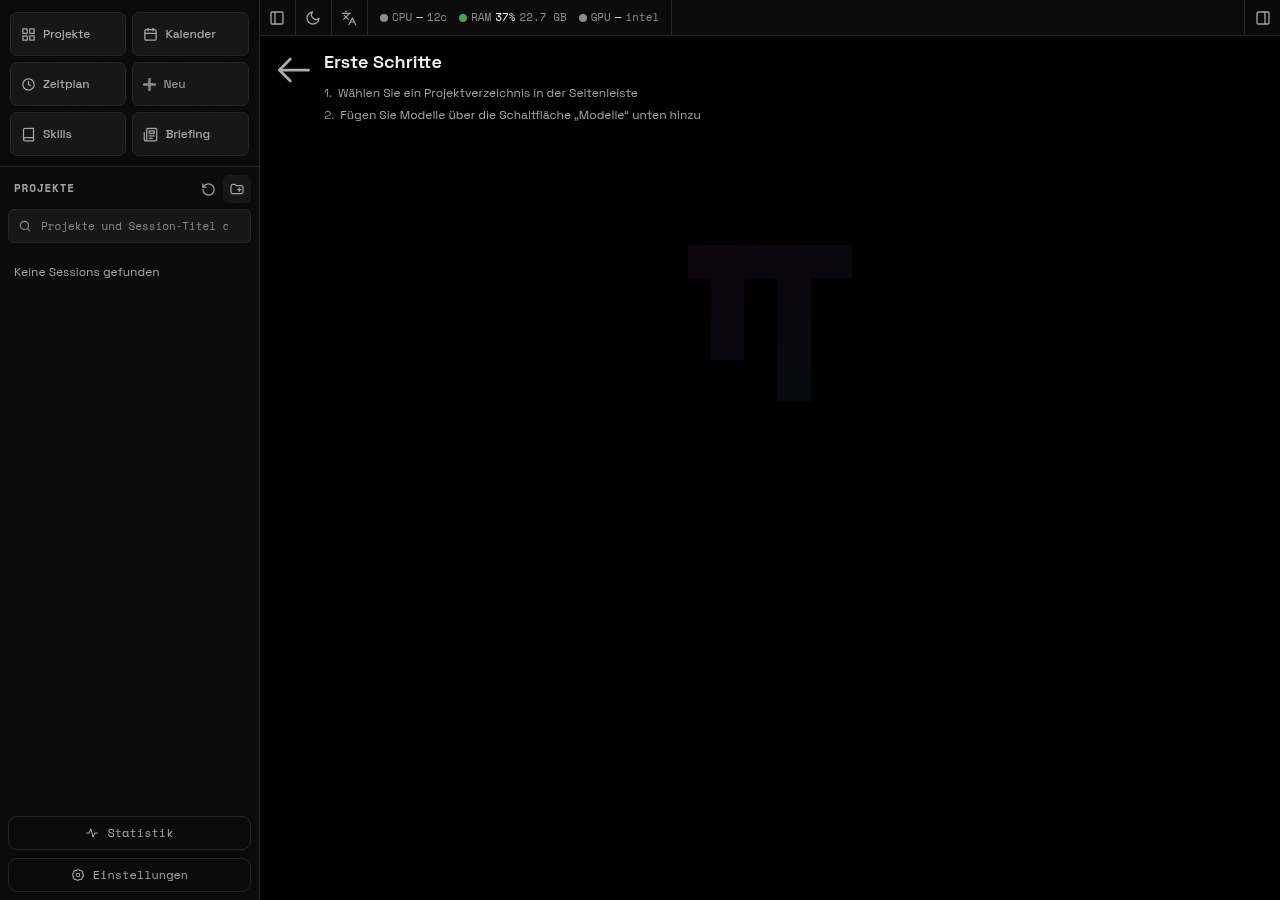 Projekte
Kalender
Zeitplan
Neu
Skills
Briefing
PROJEKTE
Projekte und Session-Titel d
Keine Sessions gefunden
Statistik
Einstellungen
CPU — 12c RAM 37% 22.7 GB GPU — intel
Erste Schritte
1. Wählen Sie ein Projektverzeichnis in der Seitenleiste
2. Fügen Sie Modelle über die Schaltfläche „Modelle“ unten hinzu